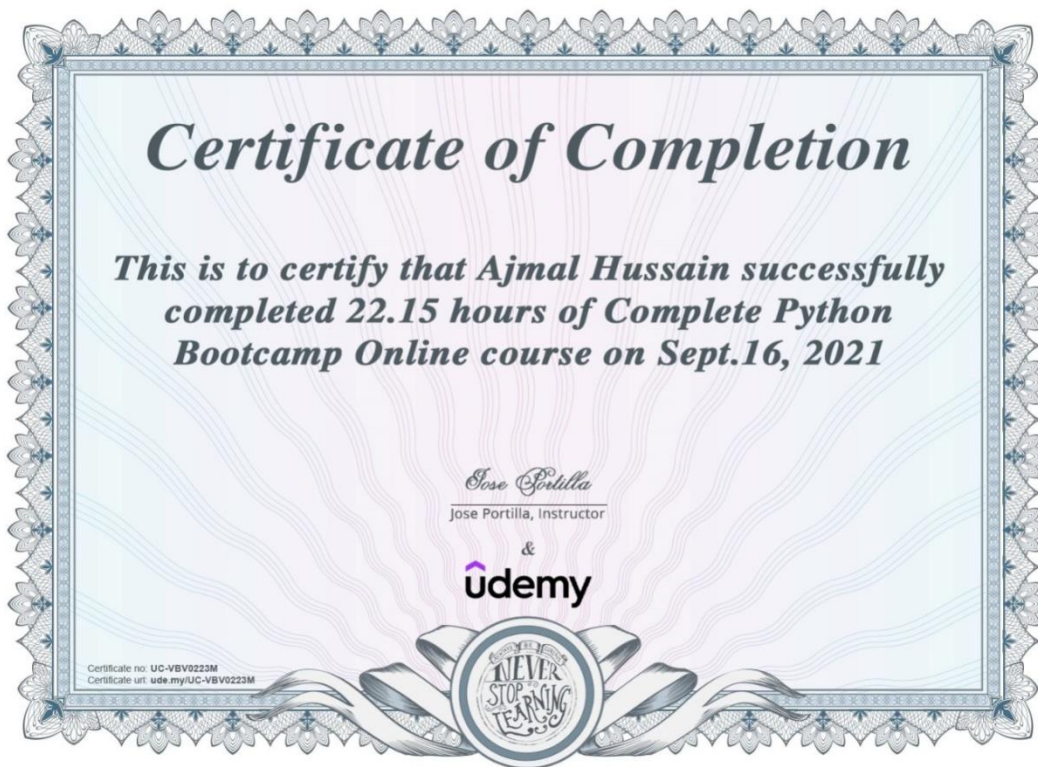 Certificate of Completion
This is to certify that Ajmal Hussain successfully
completed 22.15 hours of Complete Python
Bootcamp Online course on Sept.16, 2021
Jose Portilla
Jose Portilla, Instructor
&
ûdemy
NEVER
STOP
LEARNING
Certificate no: UC-VBV0223M
Certificate url: ude.my/UC-VBV0223M